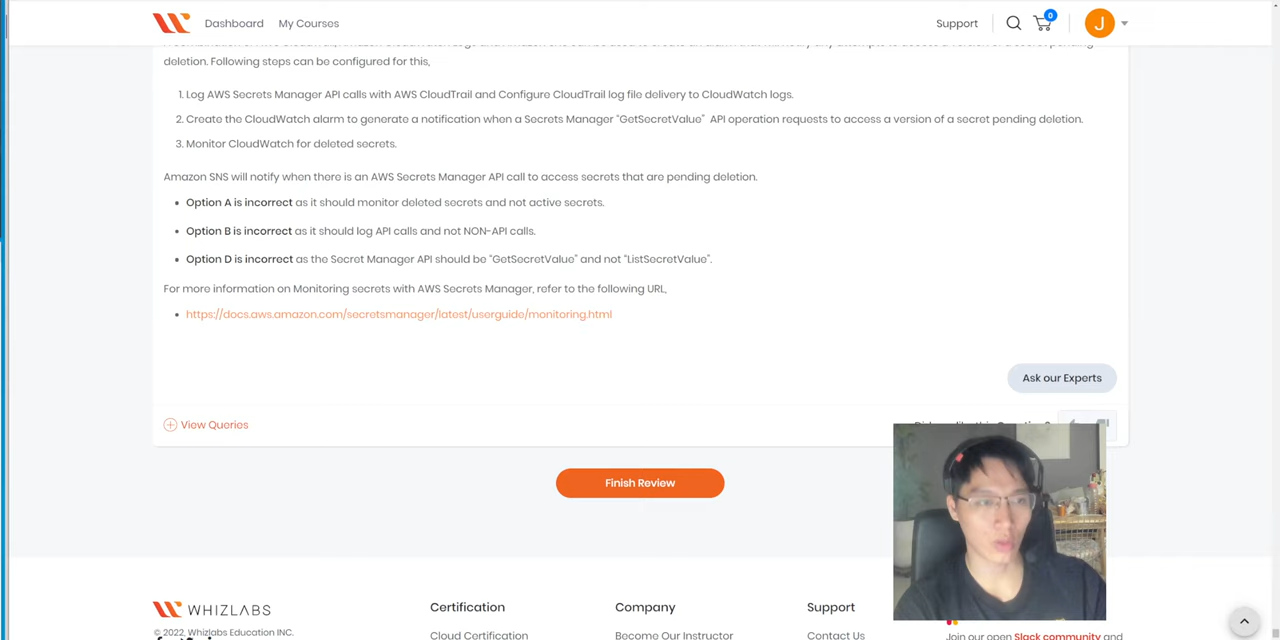 Dashboard My Courses Support 0 J
deletion. Following steps can be configured for this,
1. Log AWS Secrets Manager API calls with AWS CloudTrail and Configure CloudTrail log file delivery to CloudWatch logs.
2. Create the CloudWatch alarm to generate a notification when a Secrets Manager “GetSecretValue” API operation requests to access a version of a secret pending deletion.
3. Monitor CloudWatch for deleted secrets.
Amazon SNS will notify when there is an AWS Secrets Manager API call to access secrets that are pending deletion.
• Option A is incorrect as it should monitor deleted secrets and not active secrets.
• Option B is incorrect as it should log API calls and not NON-API calls.
• Option D is incorrect as the Secret Manager API should be “GetSecretValue” and not “ListSecretValue”.
For more information on Monitoring secrets with AWS Secrets Manager, refer to the following URL,
• https://docs.aws.amazon.com/secretsmanager/latest/userguide/monitoring.html
Ask our Experts
View Queries
Finish Review
WHIZLABS Certification Company Support
© 2022, Whizlabs Education INC. Cloud Certification Become Our Instructor Contact Us Join our open Slack community and